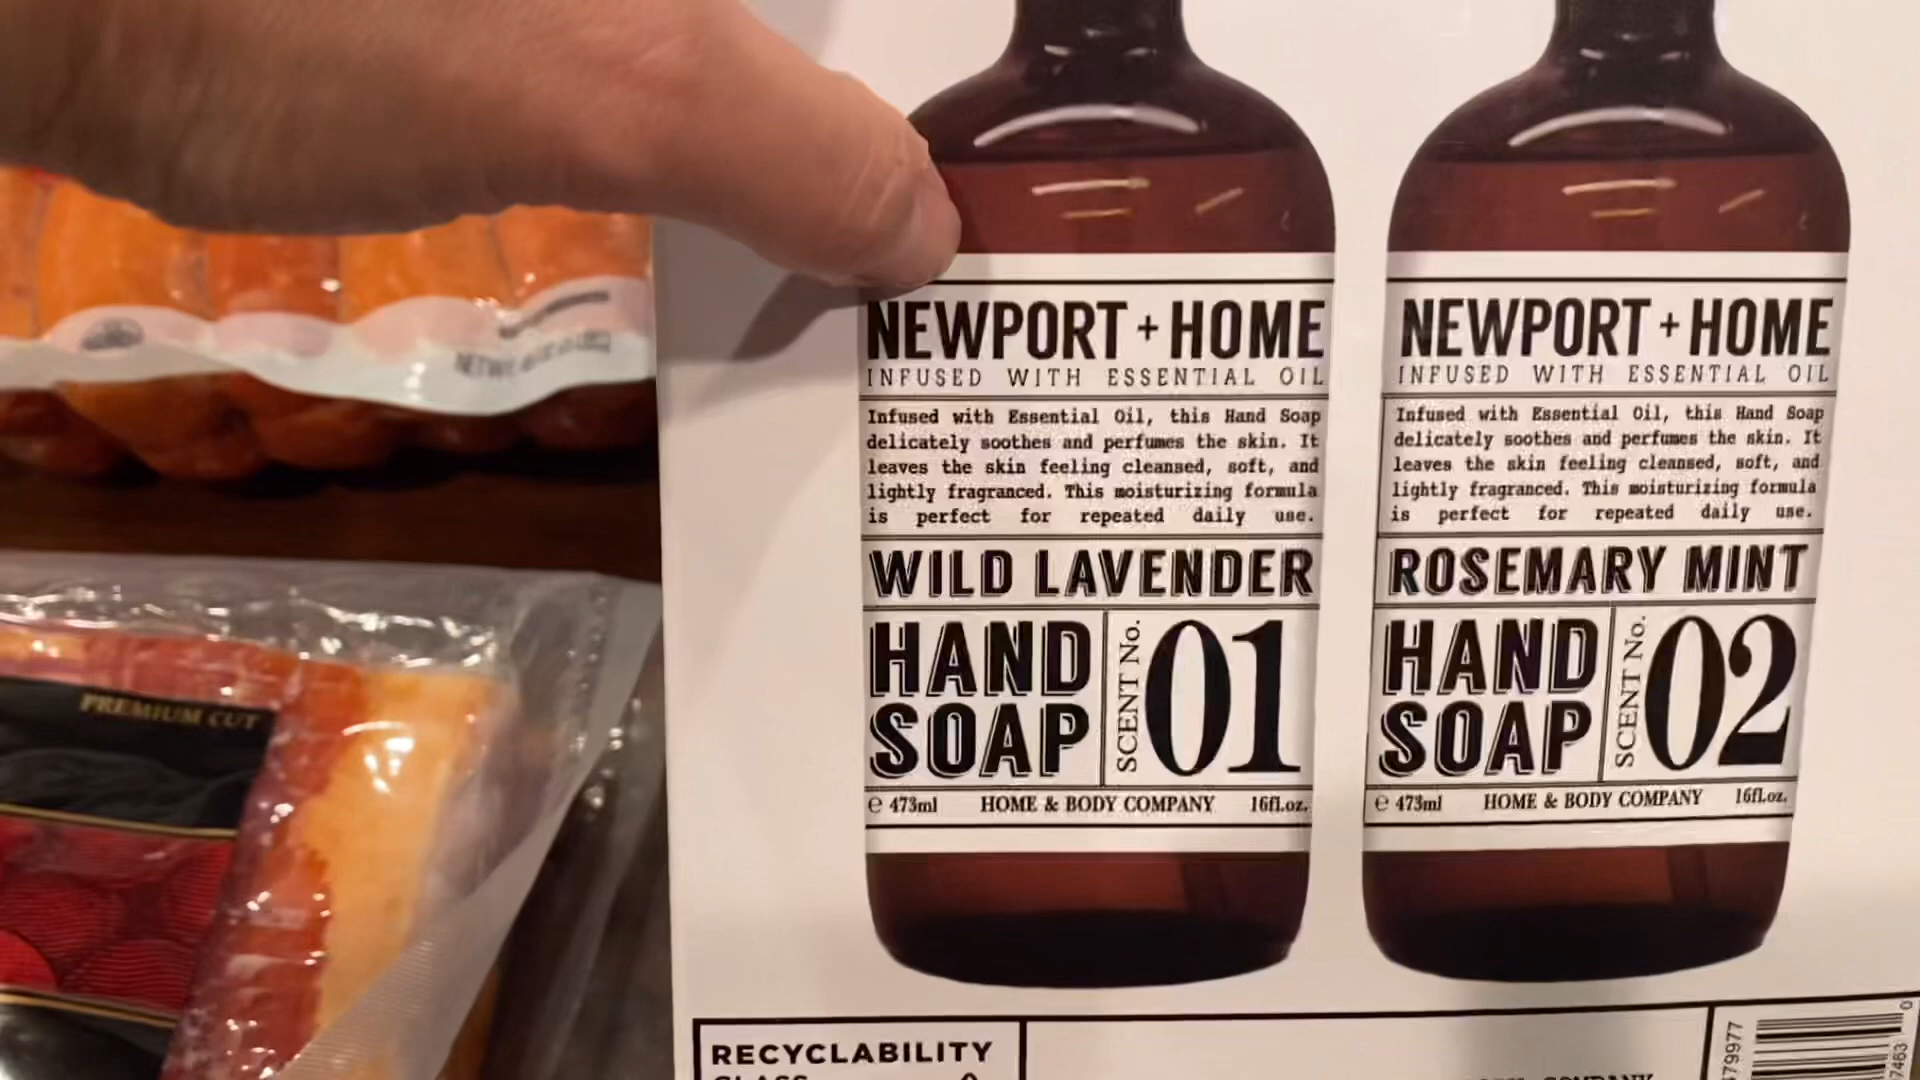 NEWPORT + HOME
INFUSED WITH ESSENTIAL OIL
Infused with Essential Oil, this Hand Soap
delicately soothes and perfumes the skin. It
leaves the skin feeling cleansed, soft, and
lightly fragranced. This moisturizing formula
is perfect for repeated daily use.
WILD LAVENDER
HAND
SOAP
SCENT No.
01
℮ 473ml HOME & BODY COMPANY 16fl.oz.
NEWPORT + HOME
INFUSED WITH ESSENTIAL OIL
Infused with Essential Oil, this Hand Soap
delicately soothes and perfumes the skin. It
leaves the skin feeling cleansed, soft, and
lightly fragranced. This moisturizing formula
is perfect for repeated daily use.
ROSEMARY MINT
HAND
SOAP
SCENT No.
02
℮ 473ml HOME & BODY COMPANY 16fl.oz.
PREMIUM CUT
RECYCLABILITY